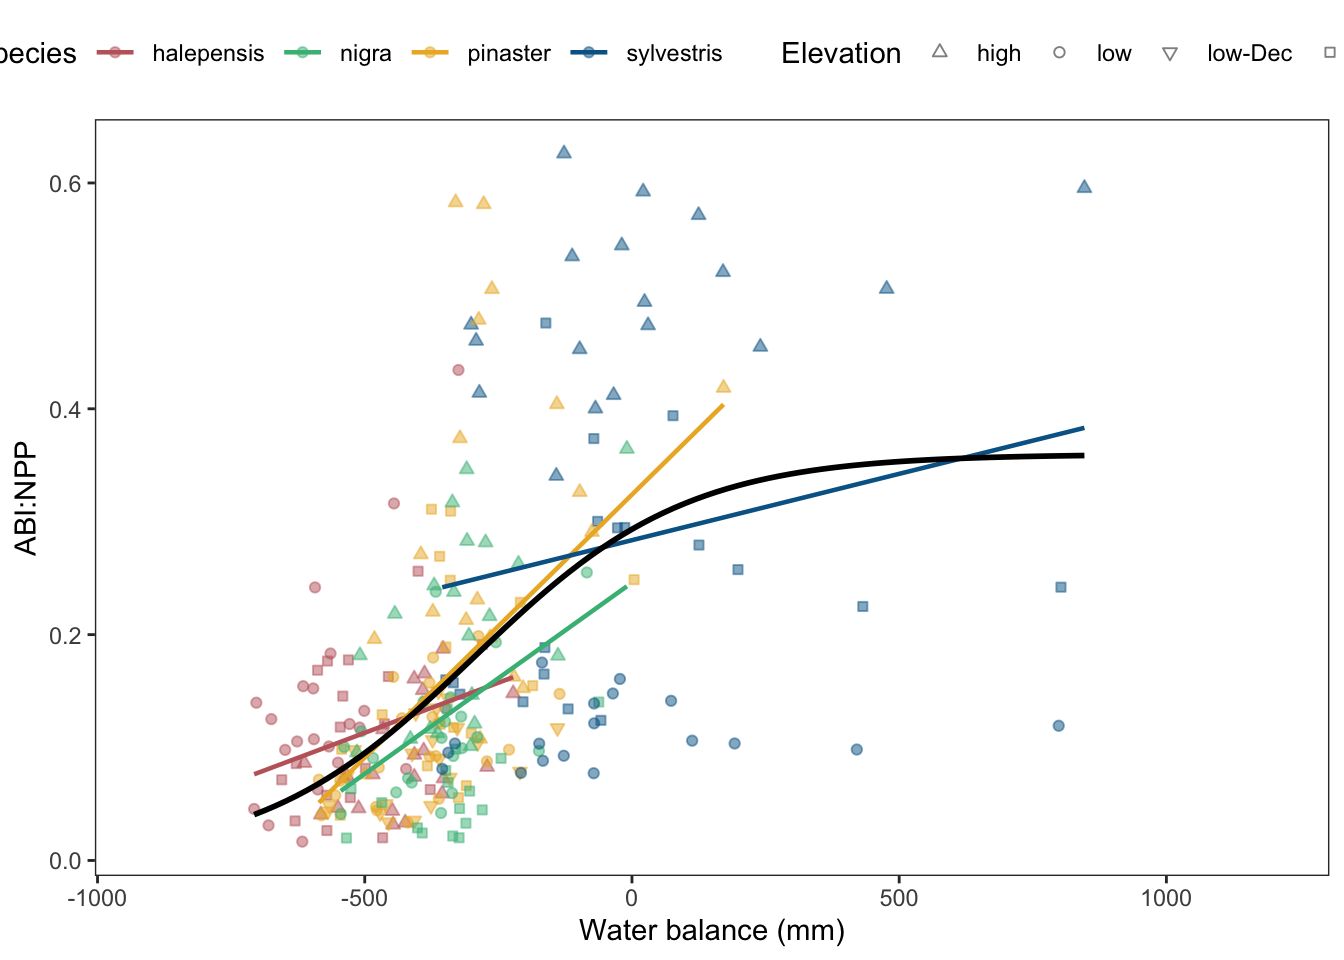 pecies halepensis nigra pinaster sylvestris Elevation high low low-Dec
0.6
0.4
0.2
0.0
ABI:NPP
-1000 -500 0 500 1000
Water balance (mm)